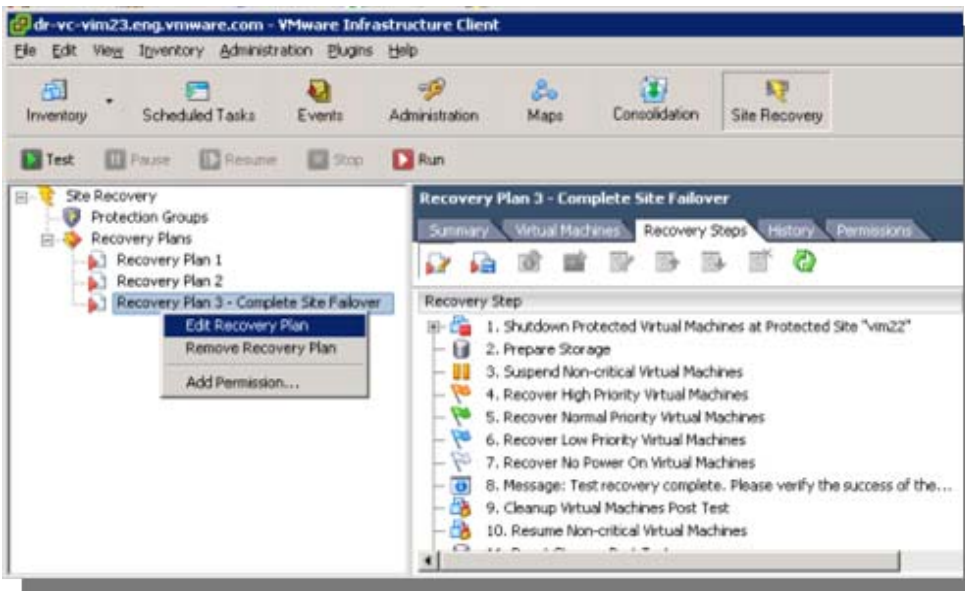 dr-vc-vim23.eng.vmware.com - VMware Infrastructure Client
File Edit View Inventory Administration Plugins Help
Inventory Scheduled Tasks Events Administration Maps Consolidation Site Recovery
Test Pause Resume Stop Run
Site Recovery
Protection Groups
Recovery Plans
Recovery Plan 1
Recovery Plan 2
Recovery Plan 3 - Complete Site Failover
Edit Recovery Plan
Remove Recovery Plan
Add Permission...
Recovery Plan 3 - Complete Site Failover
Summary Virtual Machines Recovery Steps History Permissions
Recovery Step
1. Shutdown Protected Virtual Machines at Protected Site "vim22"
2. Prepare Storage
3. Suspend Non-critical Virtual Machines
4. Recover High Priority Virtual Machines
5. Recover Normal Priority Virtual Machines
6. Recover Low Priority Virtual Machines
7. Recover No Power On Virtual Machines
8. Message: Test recovery complete. Please verify the success of the...
9. Cleanup Virtual Machines Post Test
10. Resume Non-critical Virtual Machines